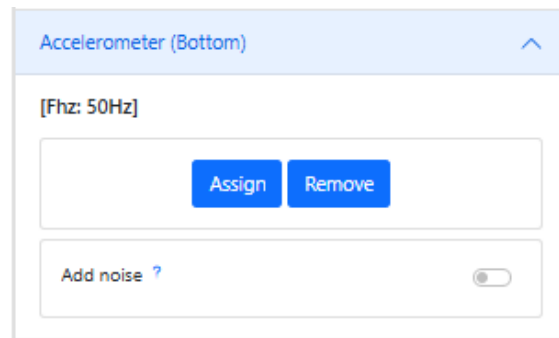 Accelerometer (Bottom)
[Fhz: 50Hz]
Assign Remove
Add noise ?